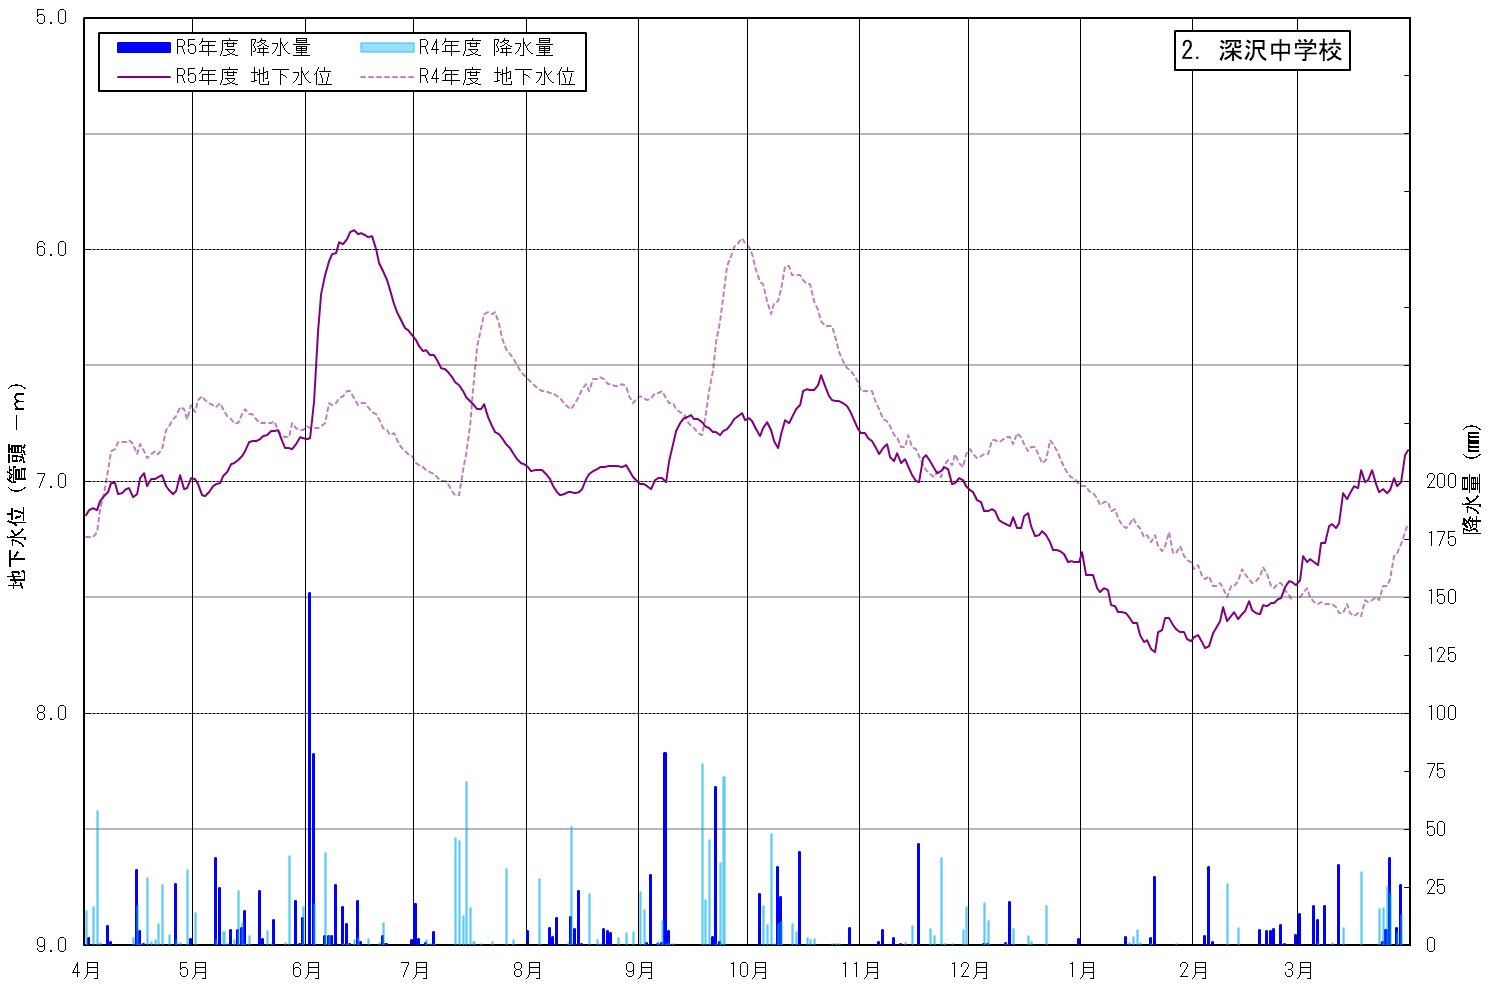 R5年度 降水量
R4年度 降水量
R5年度 地下水位
R4年度 地下水位
2. 深沢中学校
5.0
6.0
7.0
8.0
9.0
地下水位 (管頭 -m)
200
175
150
125
100
75
50
25
0
降水量 (㎜)
4月
5月
6月
7月
8月
9月
10月
11月
12月
1月
2月
3月